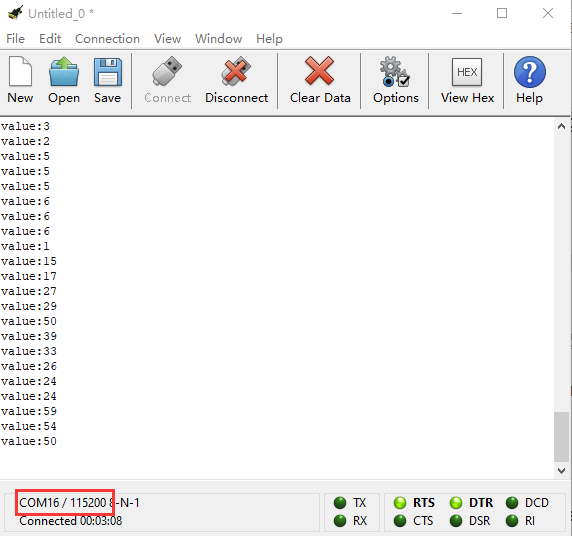 Untitled_0 *
File Edit Connection View Window Help
HEX
New Open Save Connect Disconnect Clear Data Options View Hex Help
value:3
value:2
value:5
value:5
value:5
value:6
value:6
value:6
value:1
value:15
value:17
value:27
value:29
value:50
value:39
value:33
value:26
value:24
value:24
value:59
value:54
value:50
COM16 / 115200 8-N-1 TX RTS DTR DCD
Connected 00:03:08 RX CTS DSR RI